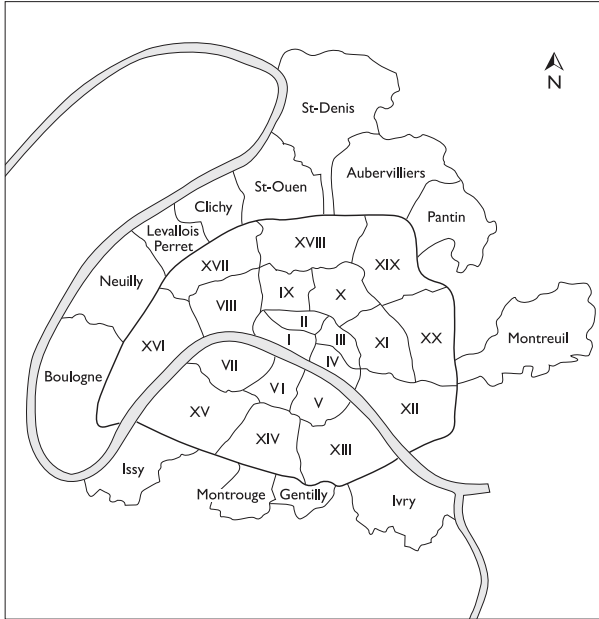 N
St-Denis
Aubervilliers
St-Ouen
Clichy
Pantin
Levallois
Perret
XVIII
XIX
XVII
Neuilly
IX
X
VIII
II
I
III
XI
XX
Montreuil
XVI
IV
VII
Boulogne
VI
V
XII
XV
XIV
XIII
Issy
Montrouge
Gentilly
Ivry